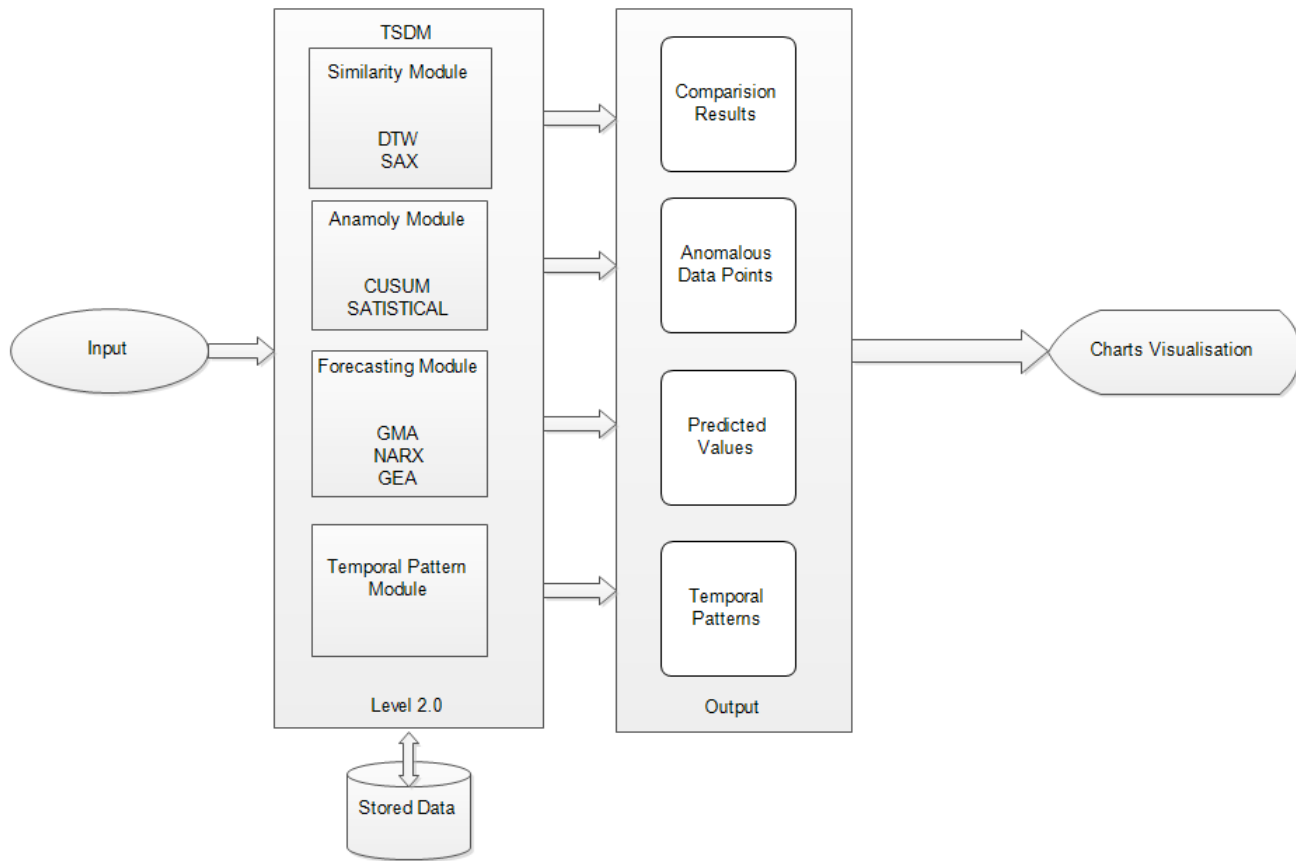 TSDM
Similarity Module
DTW
SAX
Anamoly Module
CUSUM
SATISTICAL
Forecasting Module
GMA
NARX
GEA
Temporal Pattern
Module
Level 2.0
Input
Stored Data
Comparision
Results
Anomalous
Data Points
Predicted
Values
Temporal
Patterns
Output
Charts Visualisation